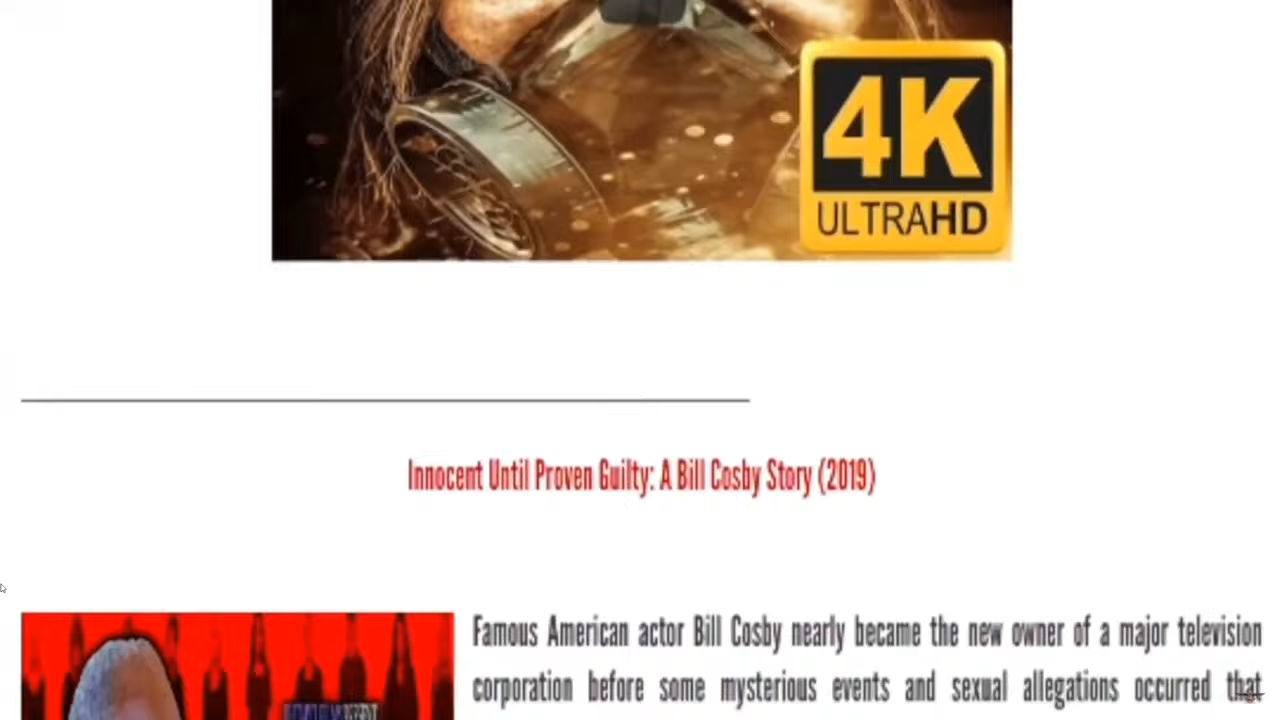 4K
ULTRAHD
Innocent Until Proven Guilty: A Bill Cosby Story (2019)
Famous American actor Bill Cosby nearly became the new owner of a major television
corporation before some mysterious events and sexual allegations occurred that